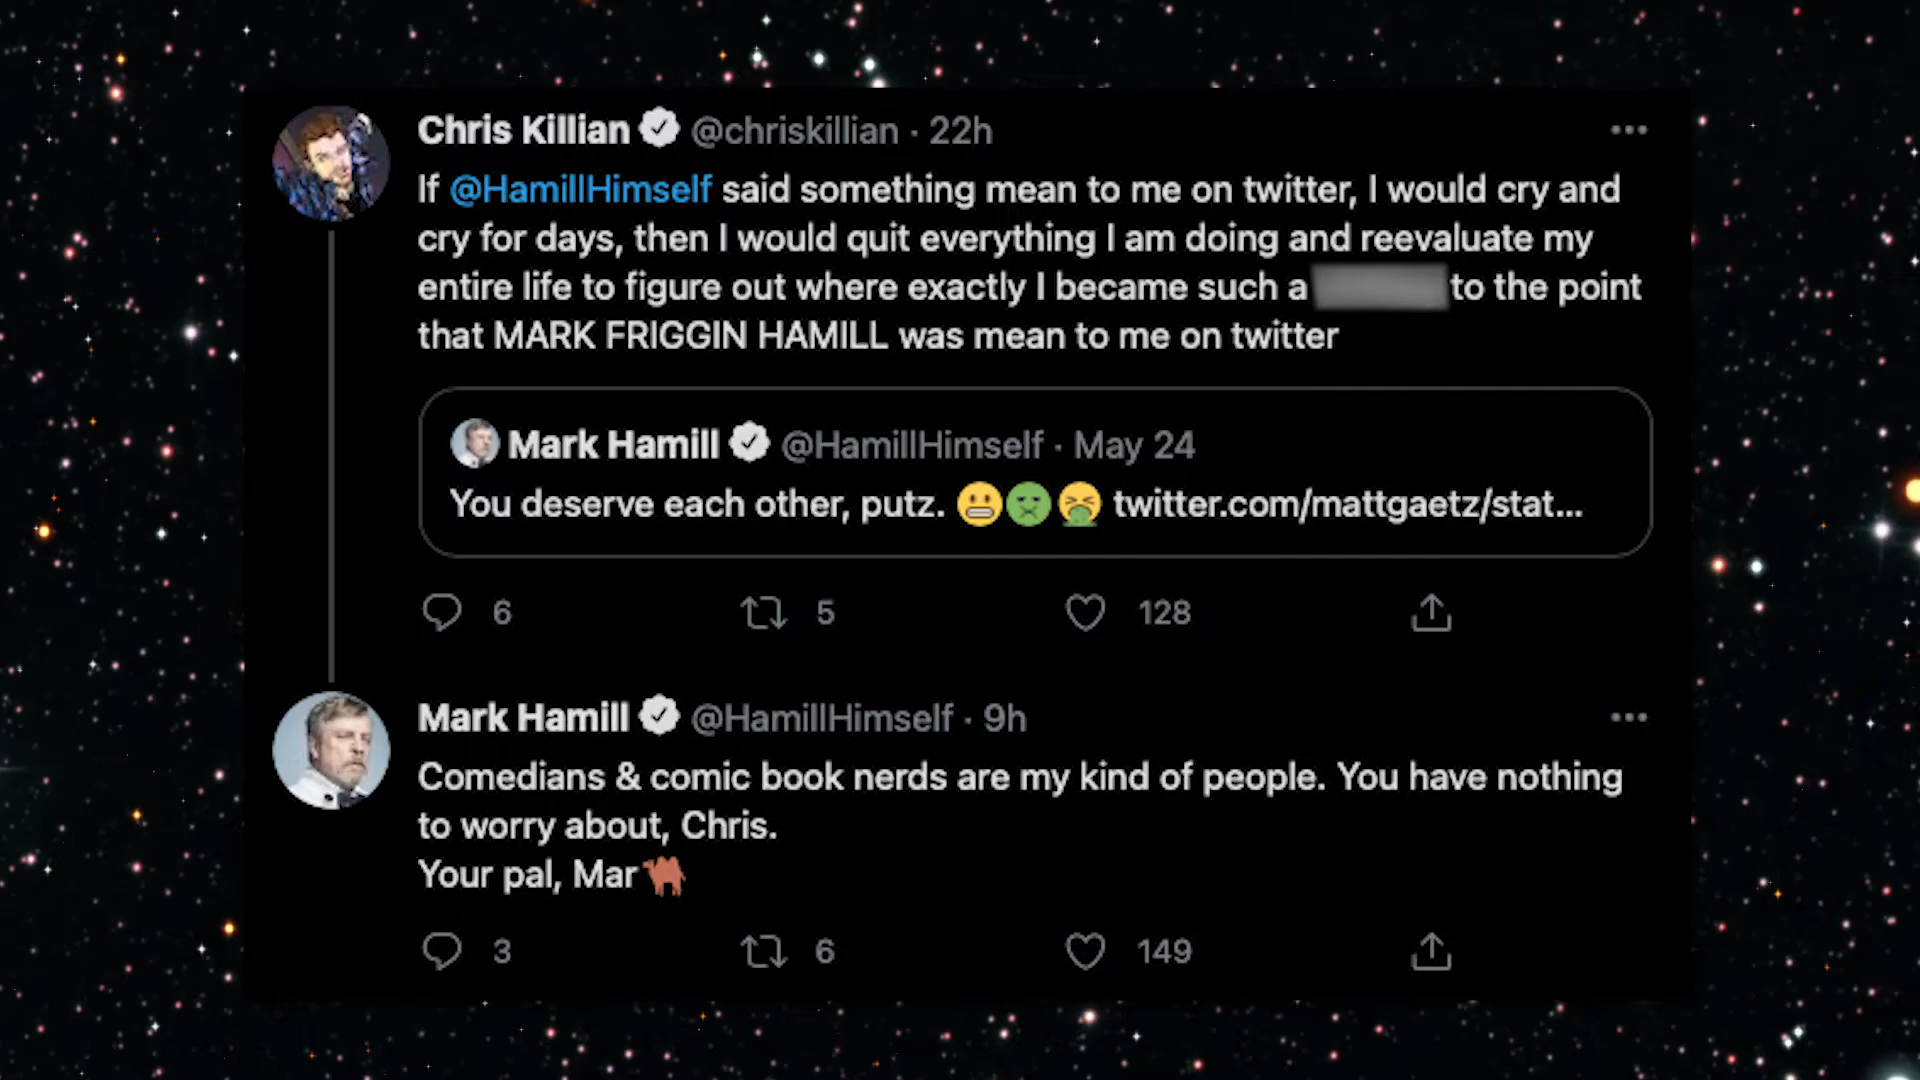 Chris Killian @chriskillian · 22h
If @HamillHimself said something mean to me on twitter, I would cry and
cry for days, then I would quit everything I am doing and reevaluate my
entire life to figure out where exactly I became such a to the point
that MARK FRIGGIN HAMILL was mean to me on twitter
Mark Hamill @HamillHimself · May 24
You deserve each other, putz. 😬🤢🤮 twitter.com/mattgaetz/stat...
6 5 128
Mark Hamill @HamillHimself · 9h
Comedians & comic book nerds are my kind of people. You have nothing
to worry about, Chris.
Your pal, Mar🐫
3 6 149